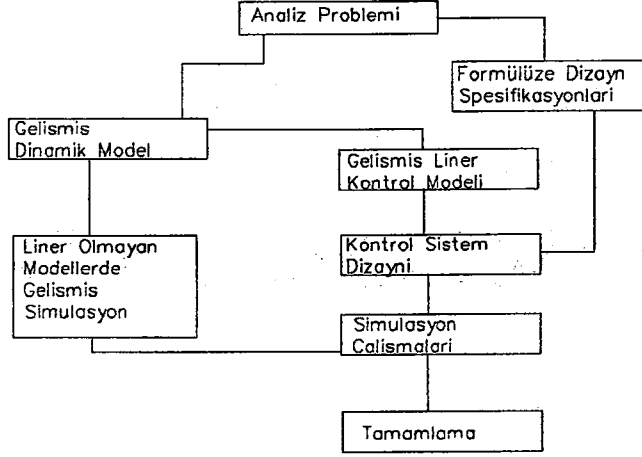 Analiz Problemi
Formülüze Dizayn
Spesifikasyonlari
Gelismis
Dinamik Model
Gelismis Liner
Kontrol Modeli
Liner Olmayan
Modellerde
Gelismis
Simulasyon
Kontrol Sistem
Dizayni
Simulasyon
Calismalari
Tamamlama